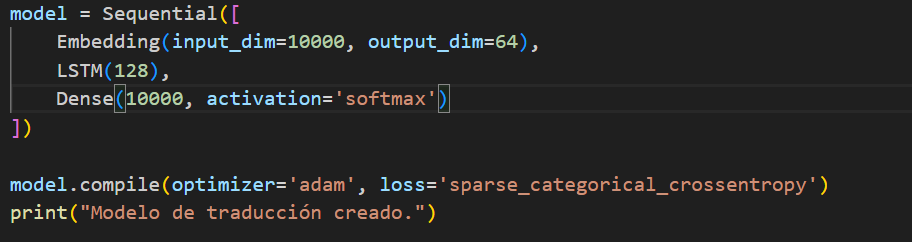 model = Sequential([
    Embedding(input_dim=10000, output_dim=64),
    LSTM(128),
    Dense(10000, activation='softmax')
])

model.compile(optimizer='adam', loss='sparse_categorical_crossentropy')
print("Modelo de traducción creado.")